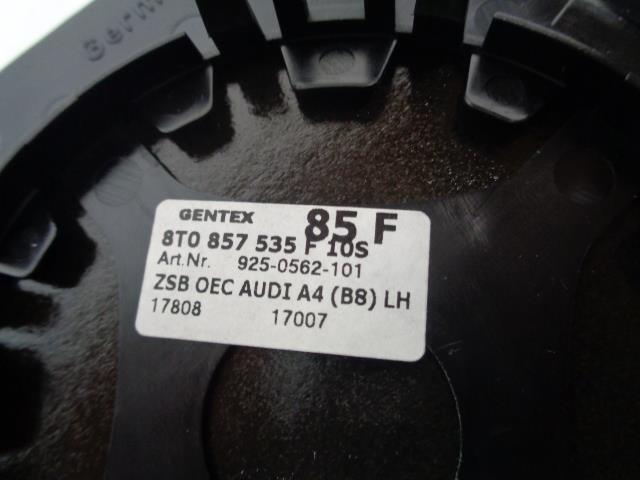 Germ
GENTEX 85 F
8T0 857 535 F 10S
Art.Nr. 925-0562-101
ZSB OEC AUDI A4 (B8) LH
17808 17007